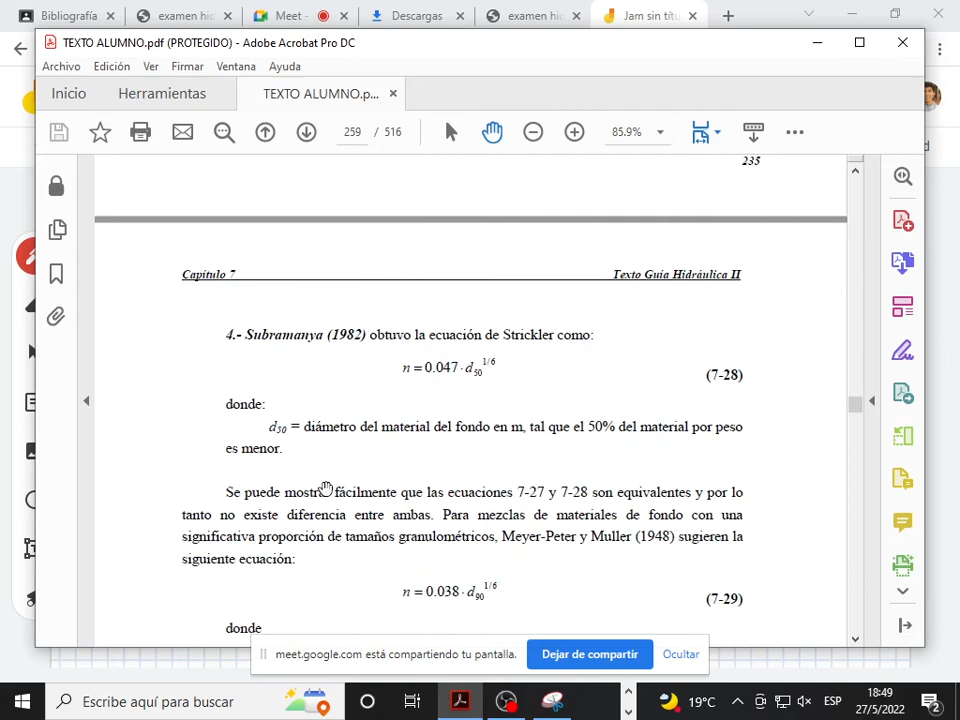 Bibliografía
examen hid
Meet -
Descargas
examen hid
Jam sin títu
TEXTO ALUMNO.pdf (PROTEGIDO) - Adobe Acrobat Pro DC
Archivo Edición Ver Firmar Ventana Ayuda
Inicio Herramientas TEXTO ALUMNO.p...
259 / 516 85.9%
235
Capítulo 7 Texto Guía Hidráulica II
4.- Subramanya (1982) obtuvo la ecuación de Strickler como:
n = 0.047 · d50^1/6
(7-28)
donde:
d50 = diámetro del material del fondo en m, tal que el 50% del material por peso
es menor.
Se puede mostrar fácilmente que las ecuaciones 7-27 y 7-28 son equivalentes y por lo
tanto no existe diferencia entre ambas. Para mezclas de materiales de fondo con una
significativa proporción de tamaños granulométricos, Meyer-Peter y Muller (1948) sugieren la
siguiente ecuación:
n = 0.038 · d90^1/6
(7-29)
donde
meet.google.com está compartiendo tu pantalla. Dejar de compartir Ocultar
Escribe aquí para buscar
19°C ESP 18:49
27/5/2022
2